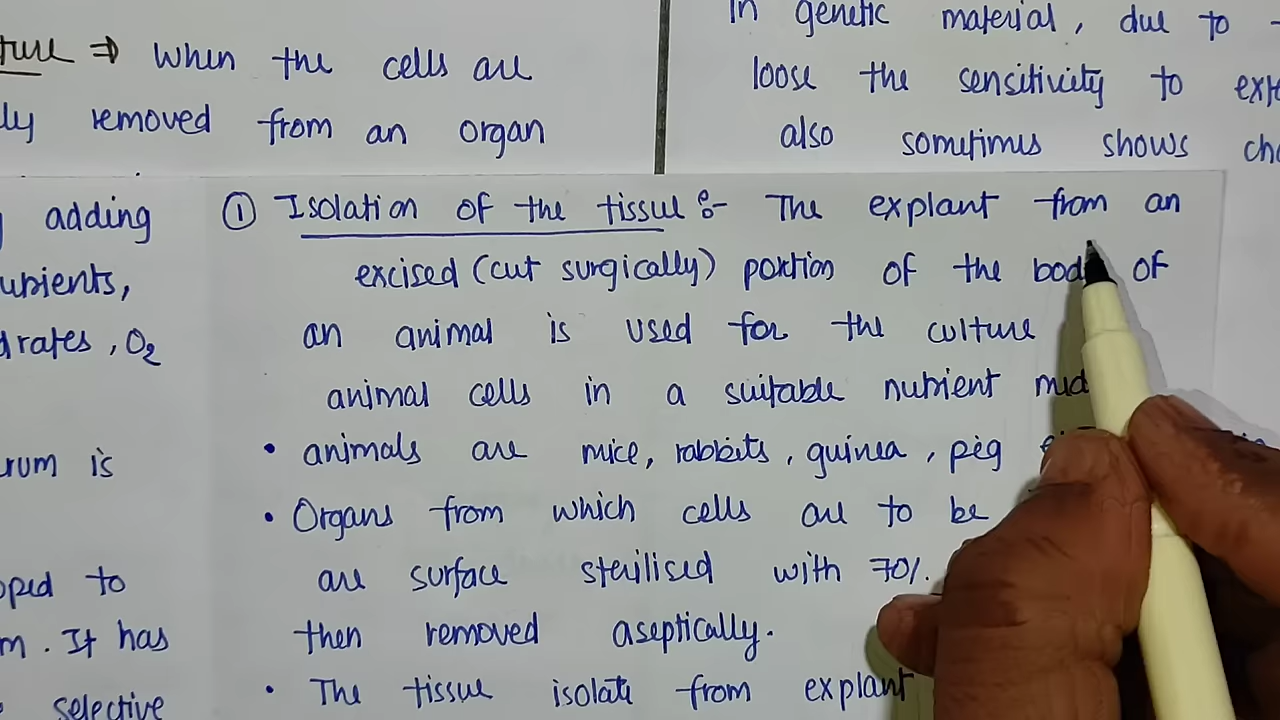 ture ⇒ When the cells are
ly removed from an organ
in genetic material, due to
loose the sensitivity to
also sometimes shows
adding
rates, O₂
rum is
to
m. It has
selective
① Isolation of the tissue :- The explant from an
excised (cut surgically) portion of the body of
an animal is used for the culture
animal cells in a suitable nutrient
• animals are mice, rabbits, guinea, pig
• Organs from which cells are to be
are surface sterilised with 70%.
then removed aseptically.
• The tissue isolate from explant